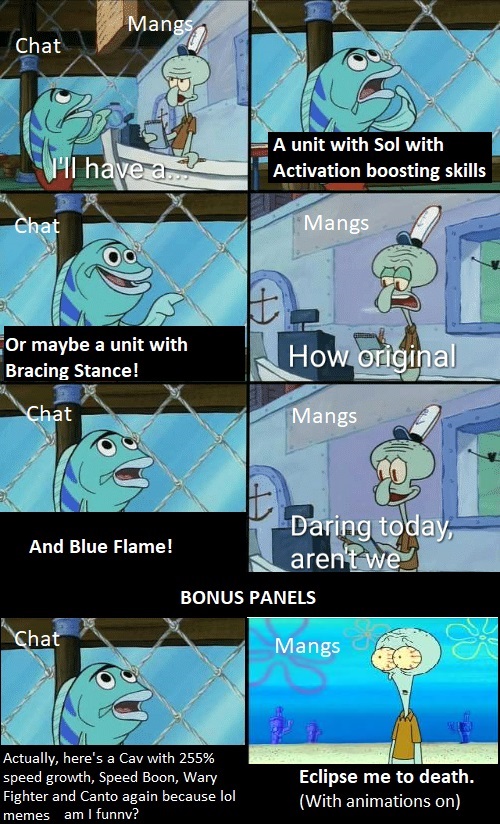 Mangs
Chat
I'll have a...
A unit with Sol with
Activation boosting skills
Chat
Or maybe a unit with
Bracing Stance!
Mangs
How original
Chat
And Blue Flame!
Mangs
Daring today,
aren't we
BONUS PANELS
Chat
Actually, here's a Cav with 255%
speed growth, Speed Boon, Wary
Fighter and Canto again because lol
memes am I funny?
Mangs
Eclipse me to death.
(With animations on)